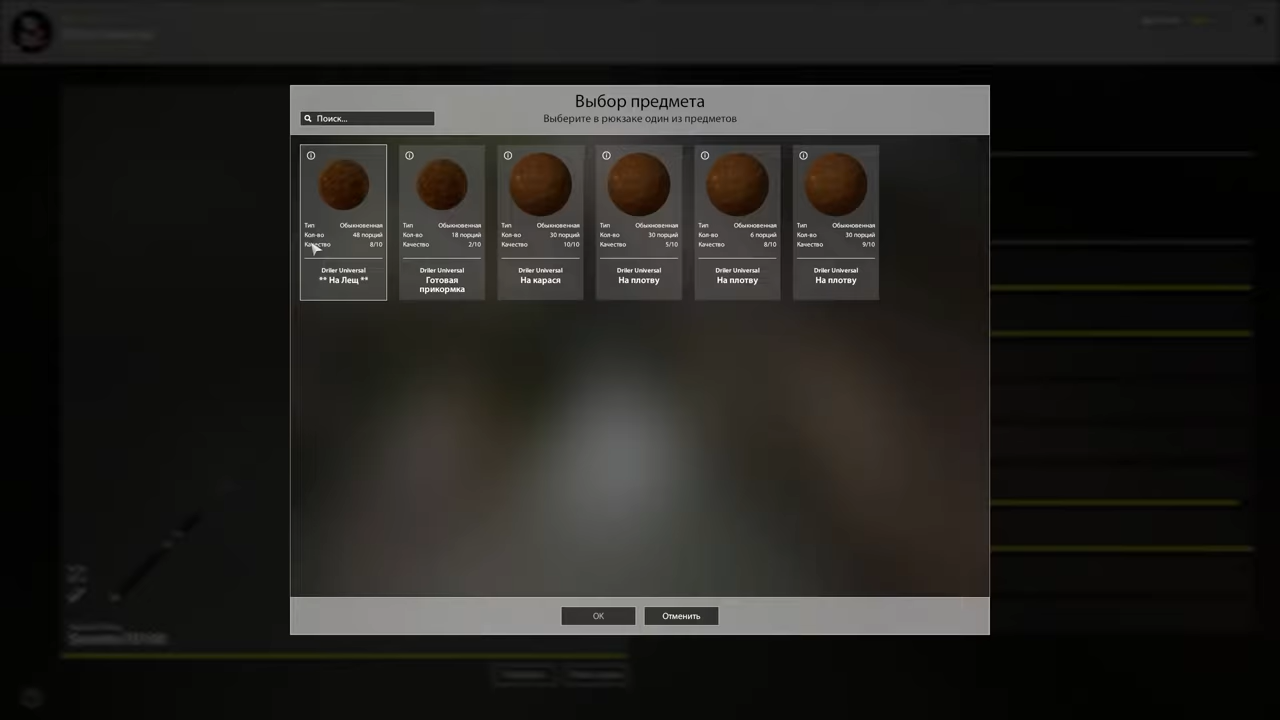 Выбор предмета
Поиск...
Выберите в рюкзаке один из предметов
Тип Обыкновенная
Кол-во 48 порций
Качество 8/10
Driler Universal
** На Лещ **
Тип Обыкновенная
Кол-во 18 порций
Качество 2/10
Driler Universal
Готовая
прикормка
Тип Обыкновенная
Кол-во 30 порций
Качество 10/10
Driler Universal
На карася
Тип Обыкновенная
Кол-во 30 порций
Качество 5/10
Driler Universal
На плотву
Тип Обыкновенная
Кол-во 6 порций
Качество 8/10
Driler Universal
На плотву
Тип Обыкновенная
Кол-во 30 порций
Качество 9/10
Driler Universal
На плотву
OK
Отменить